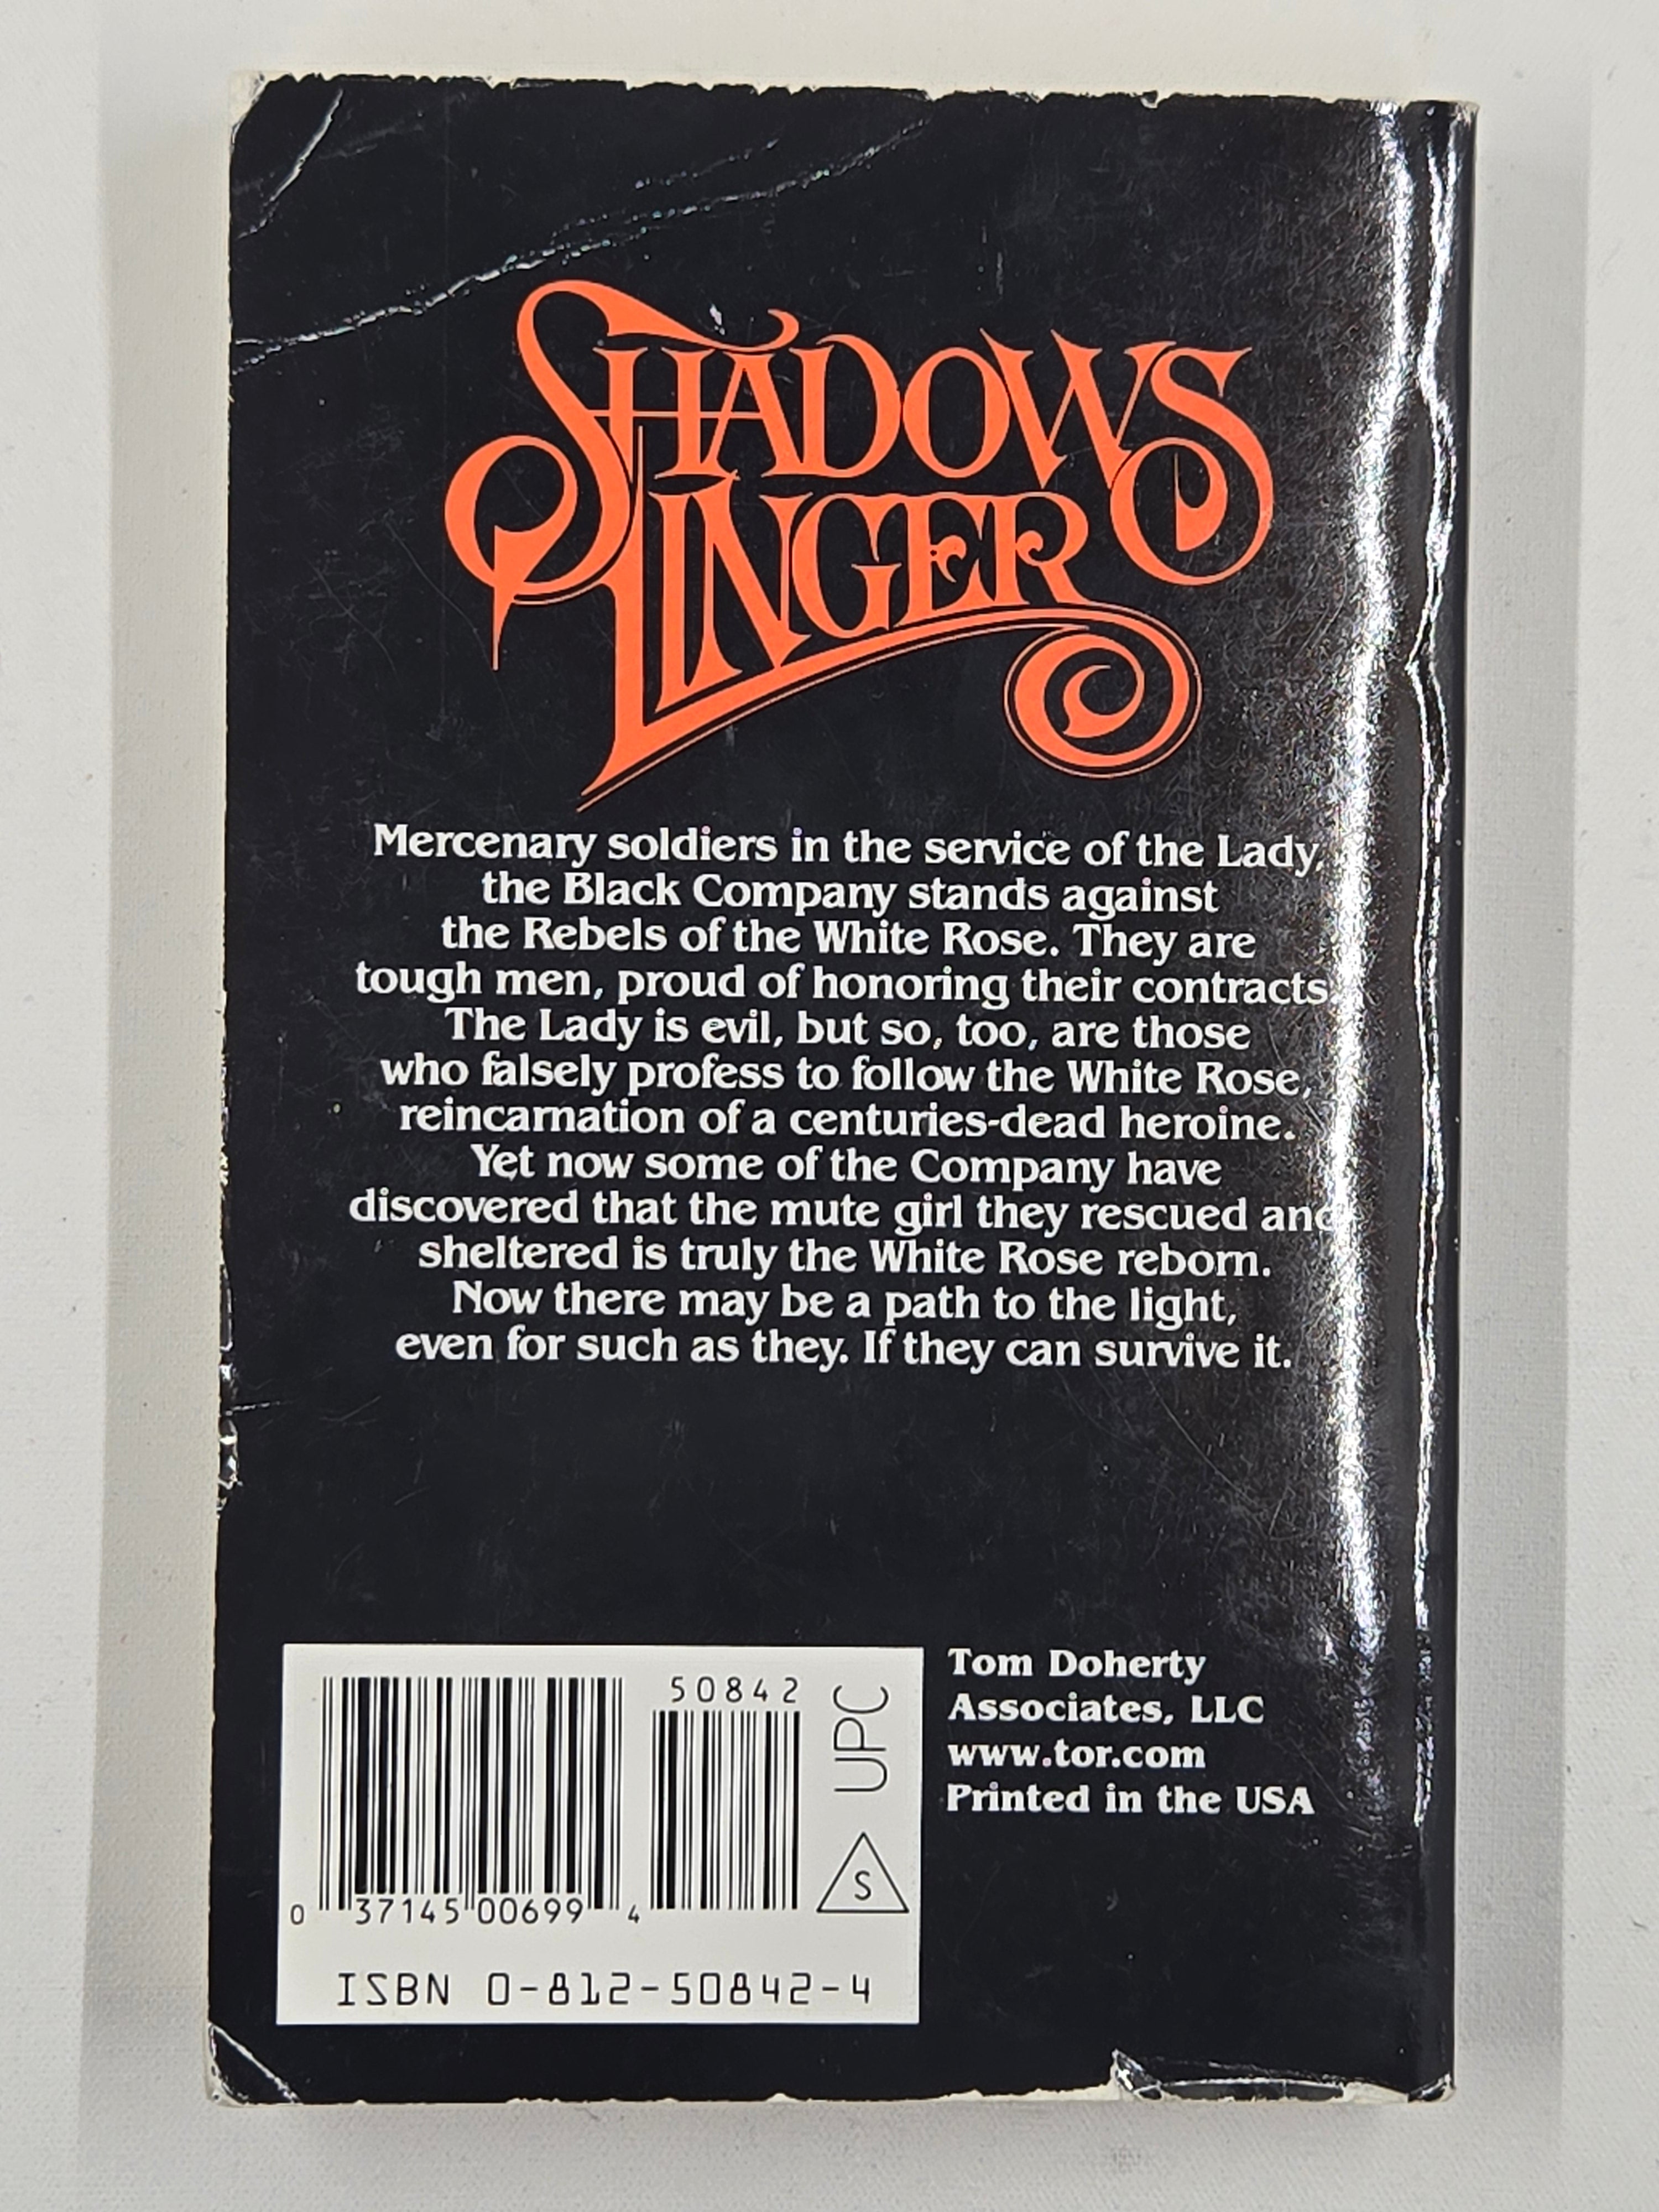 SHADOWS
LINGER
Mercenary soldiers in the service of the Lady,
the Black Company stands against
the Rebels of the White Rose. They are
tough men, proud of honoring their contracts.
The Lady is evil, but so, too, are those
who falsely profess to follow the White Rose,
reincarnation of a centuries-dead heroine.
Yet now some of the Company have
discovered that the mute girl they rescued and
sheltered is truly the White Rose reborn.
Now there may be a path to the light,
even for such as they. If they can survive it.
50842
UPC
S
0 37145 00699 4
ISBN 0-812-50842-4
Tom Doherty
Associates, LLC
www.tor.com
Printed in the USA